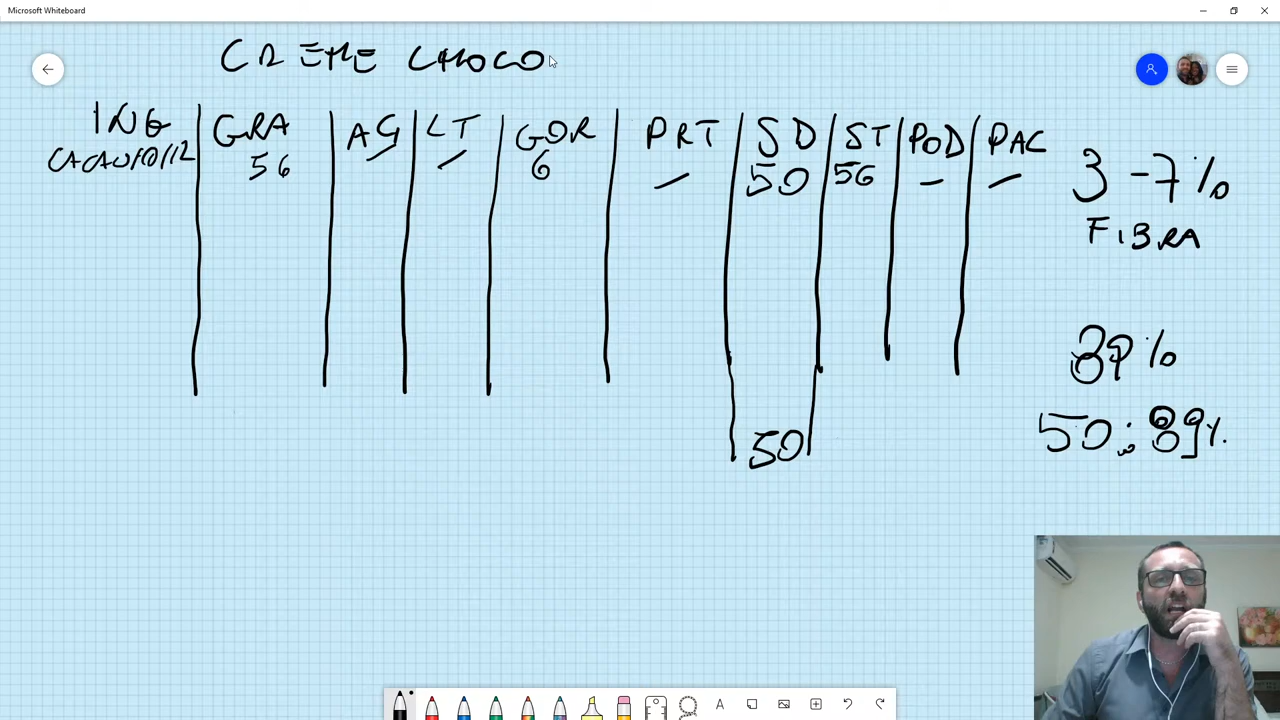 Microsoft Whiteboard
CREME CHOCO
ING GRA AG LT GOR PRT SD ST POD PAC
CACAU 10/12 56 – – 6 – 50 56 – –
3 - 7%
FIBRA
89%
50 : 89%
50
A